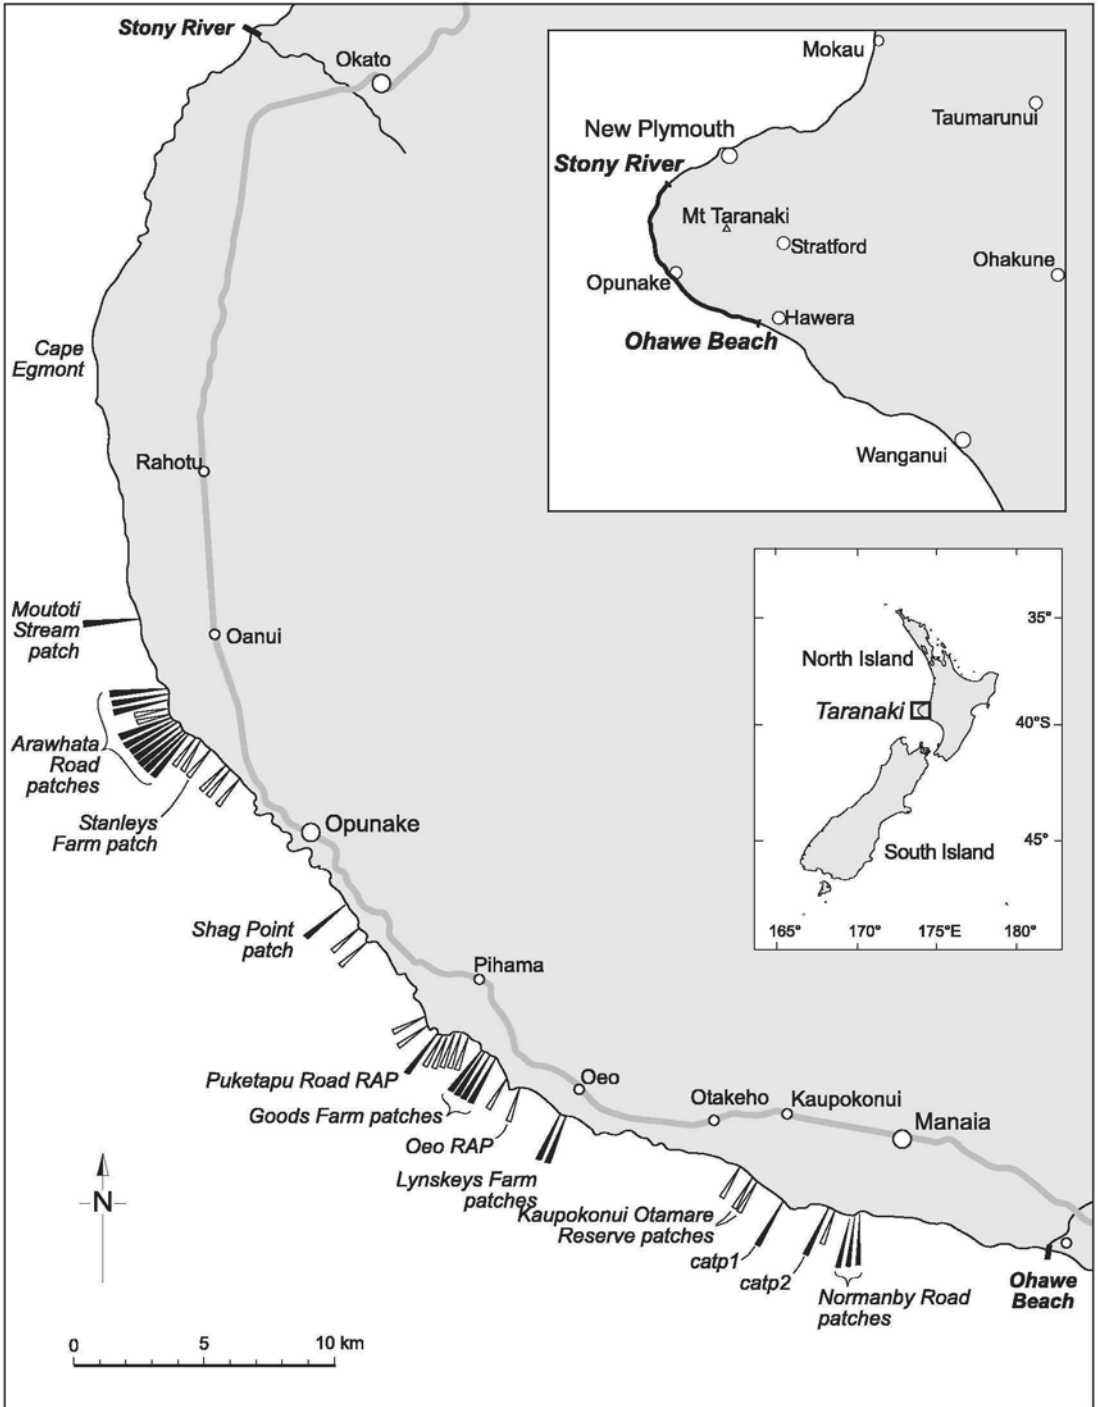 Stony River
Okato
Cape
Egmont
Rahotu
Moutoti
Stream
patch
Oanui
Arawhata
Road
patches
Stanleys
Farm patch
Opunake
Shag Point
patch
Pihama
Puketapu Road RAP
Goods Farm patches
Oeo RAP
Oeo
Lynskeys Farm
patches
Otakeho
Kaupokonui
Manaia
Kaupokonui Otamare
Reserve patches
catp1
catp2
Normanby Road
patches
Ohawe
Beach
N
0 5 10 km
Mokau
Taumarunui
New Plymouth
Stony River
Mt Taranaki
Stratford
Ohakune
Opunake
Hawera
Ohawe Beach
Wanganui
35°
North Island
Taranaki
40°S
45°
South Island
165° 170° 175°E 180°